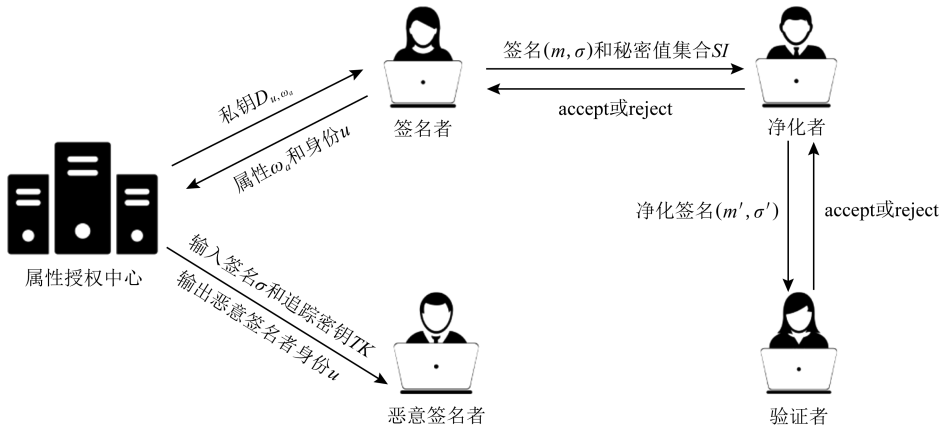 签名(m,σ)和秘密值集合SI
accept或reject
签名者
净化者
私钥D_{u,ω_a}
属性ω_a和身份u
属性授权中心
净化签名(m′,σ′)
accept或reject
输入签名σ和追踪密钥TK
输出恶意签名者身份u
恶意签名者
验证者